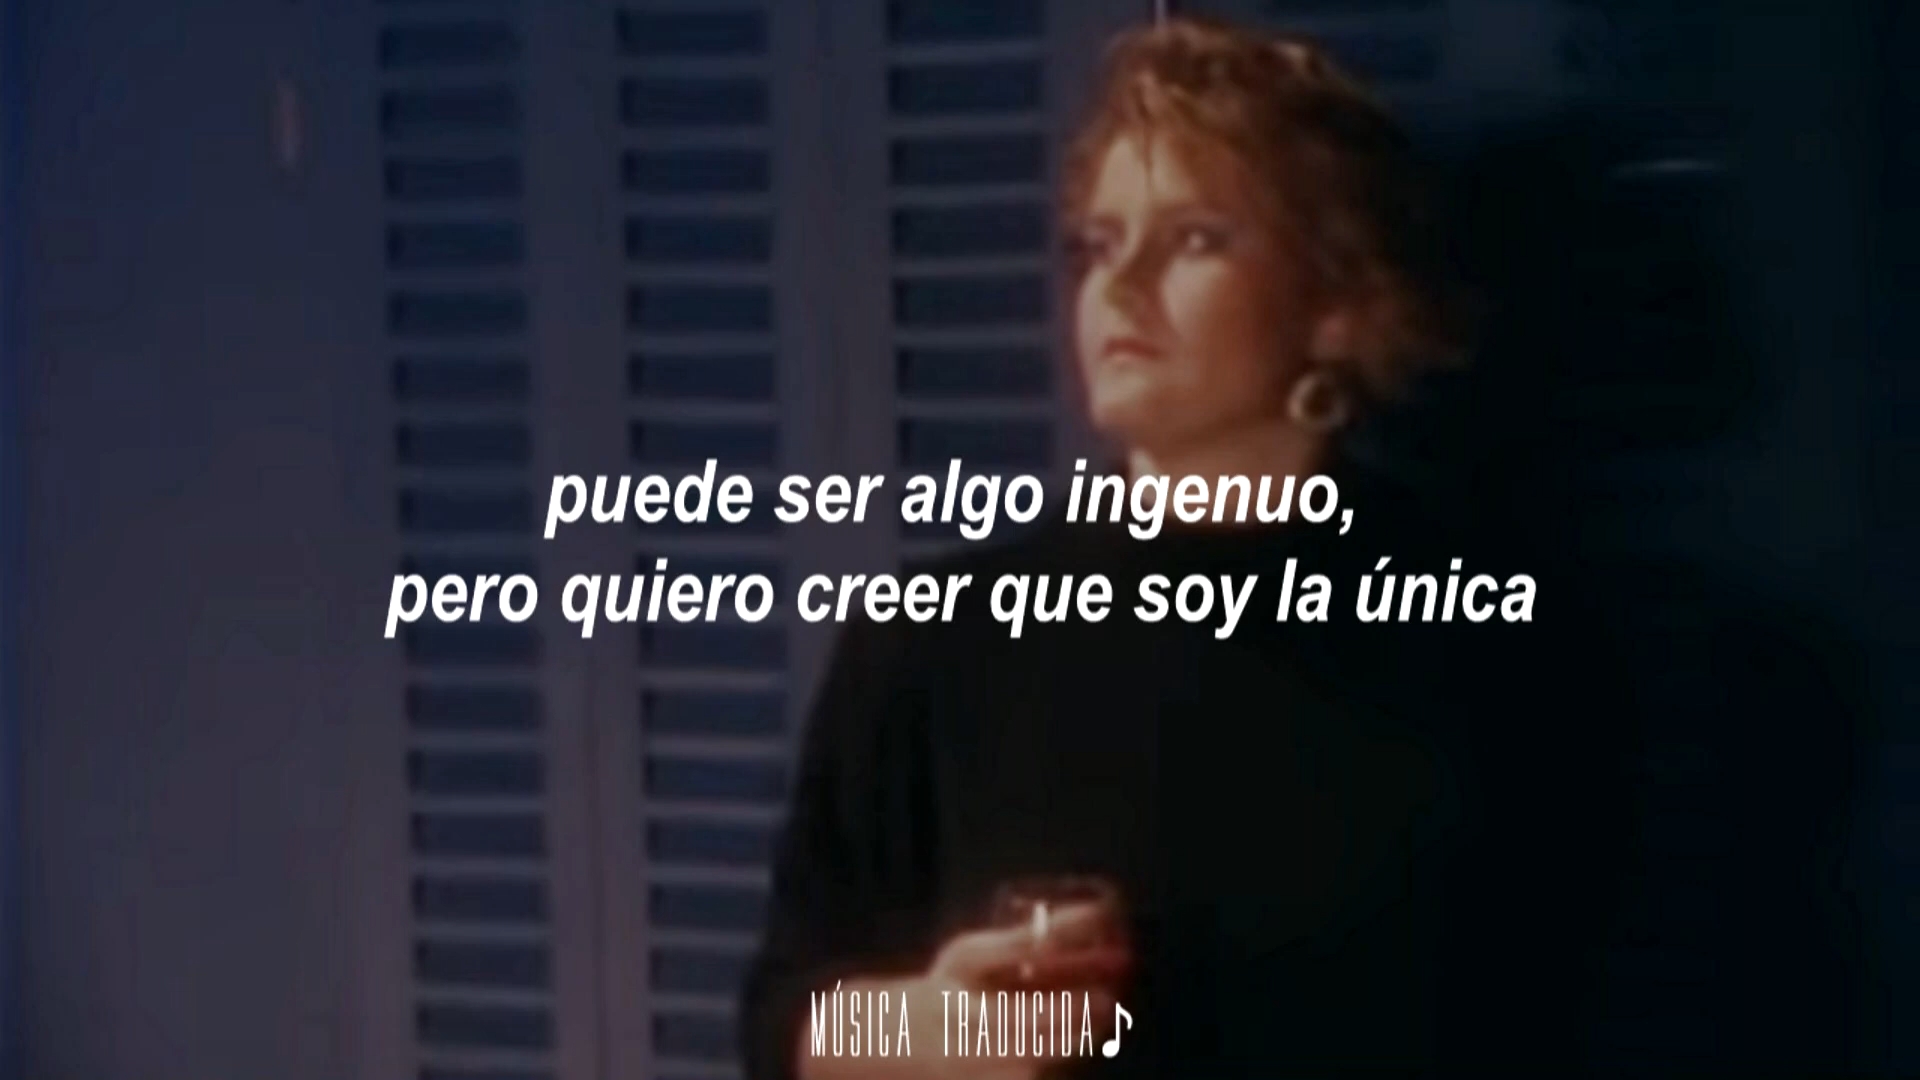 puede ser algo ingenuo,
pero quiero creer que soy la única
MÚSICA TRADUCIDA♪